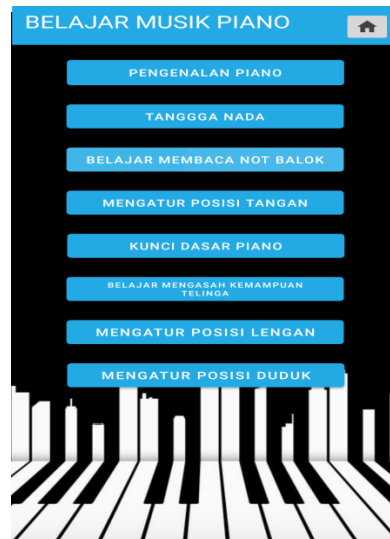 BELAJAR MUSIK PIANO
PENGENALAN PIANO
TANGGGA NADA
BELAJAR MEMBACA NOT BALOK
MENGATUR POSISI TANGAN
KUNCI DASAR PIANO
BELAJAR MENGASAH KEMAMPUAN
TELINGA
MENGATUR POSISI LENGAN
MENGATUR POSISI DUDUK